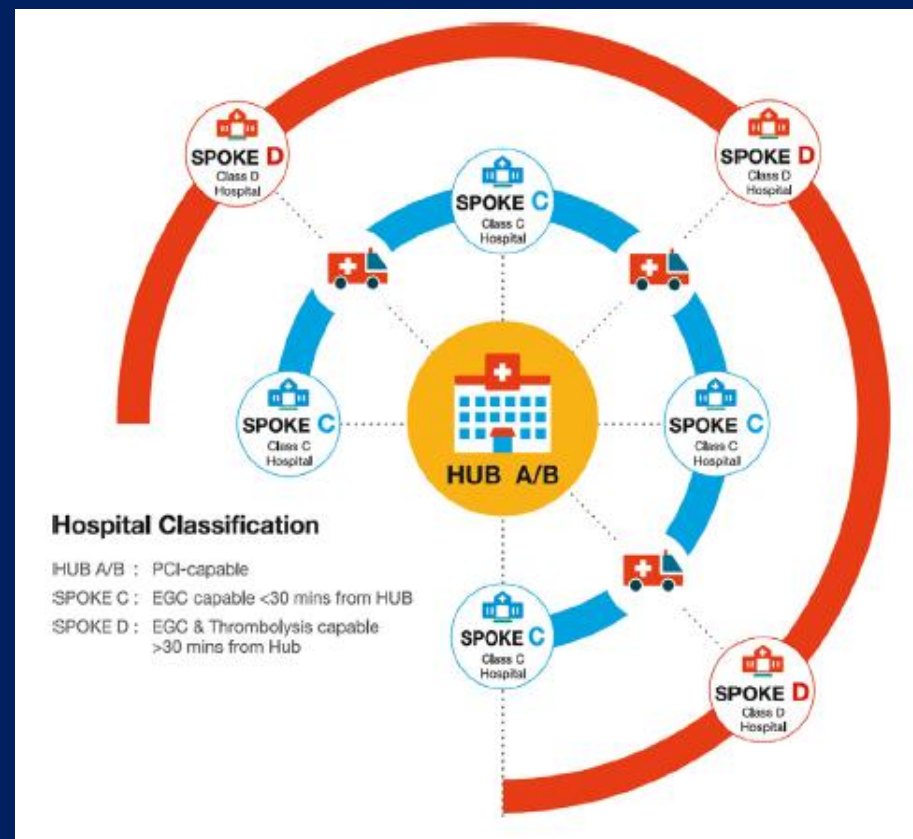 SPOKE D
Class D
Hospital
SPOKE D
Class D
Hospital
SPOKE C
Class C
Hospital
SPOKE C
Class C
Hospital
SPOKE C
Class C
Hospital
HUB A/B
Hospital Classification
HUB A/B : PCI-capable
SPOKE C : EGC capable <30 mins from HUB
SPOKE D : EGC & Thrombolysis capable
>30 mins from Hub
SPOKE C
Class C
Hospital
SPOKE D
Class D
Hospital